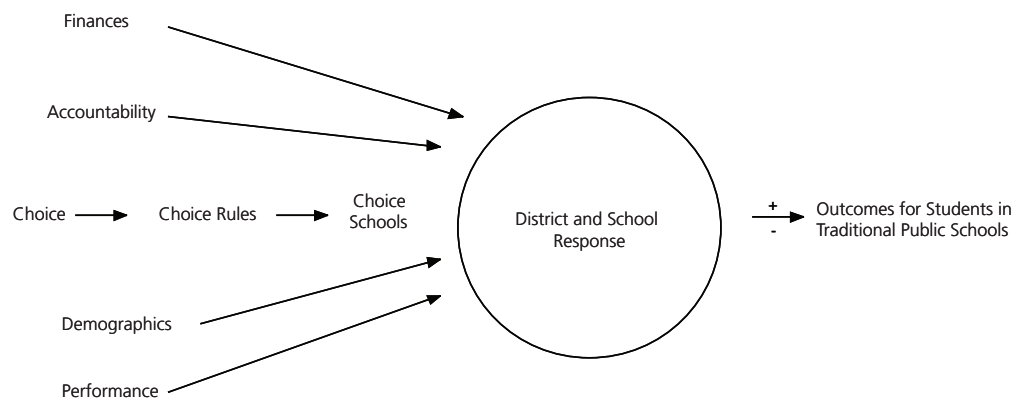 Finances
Accountability
Choice
Choice Rules
Choice
Schools
District and School
Response
+
-
Outcomes for Students in
Traditional Public Schools
Demographics
Performance